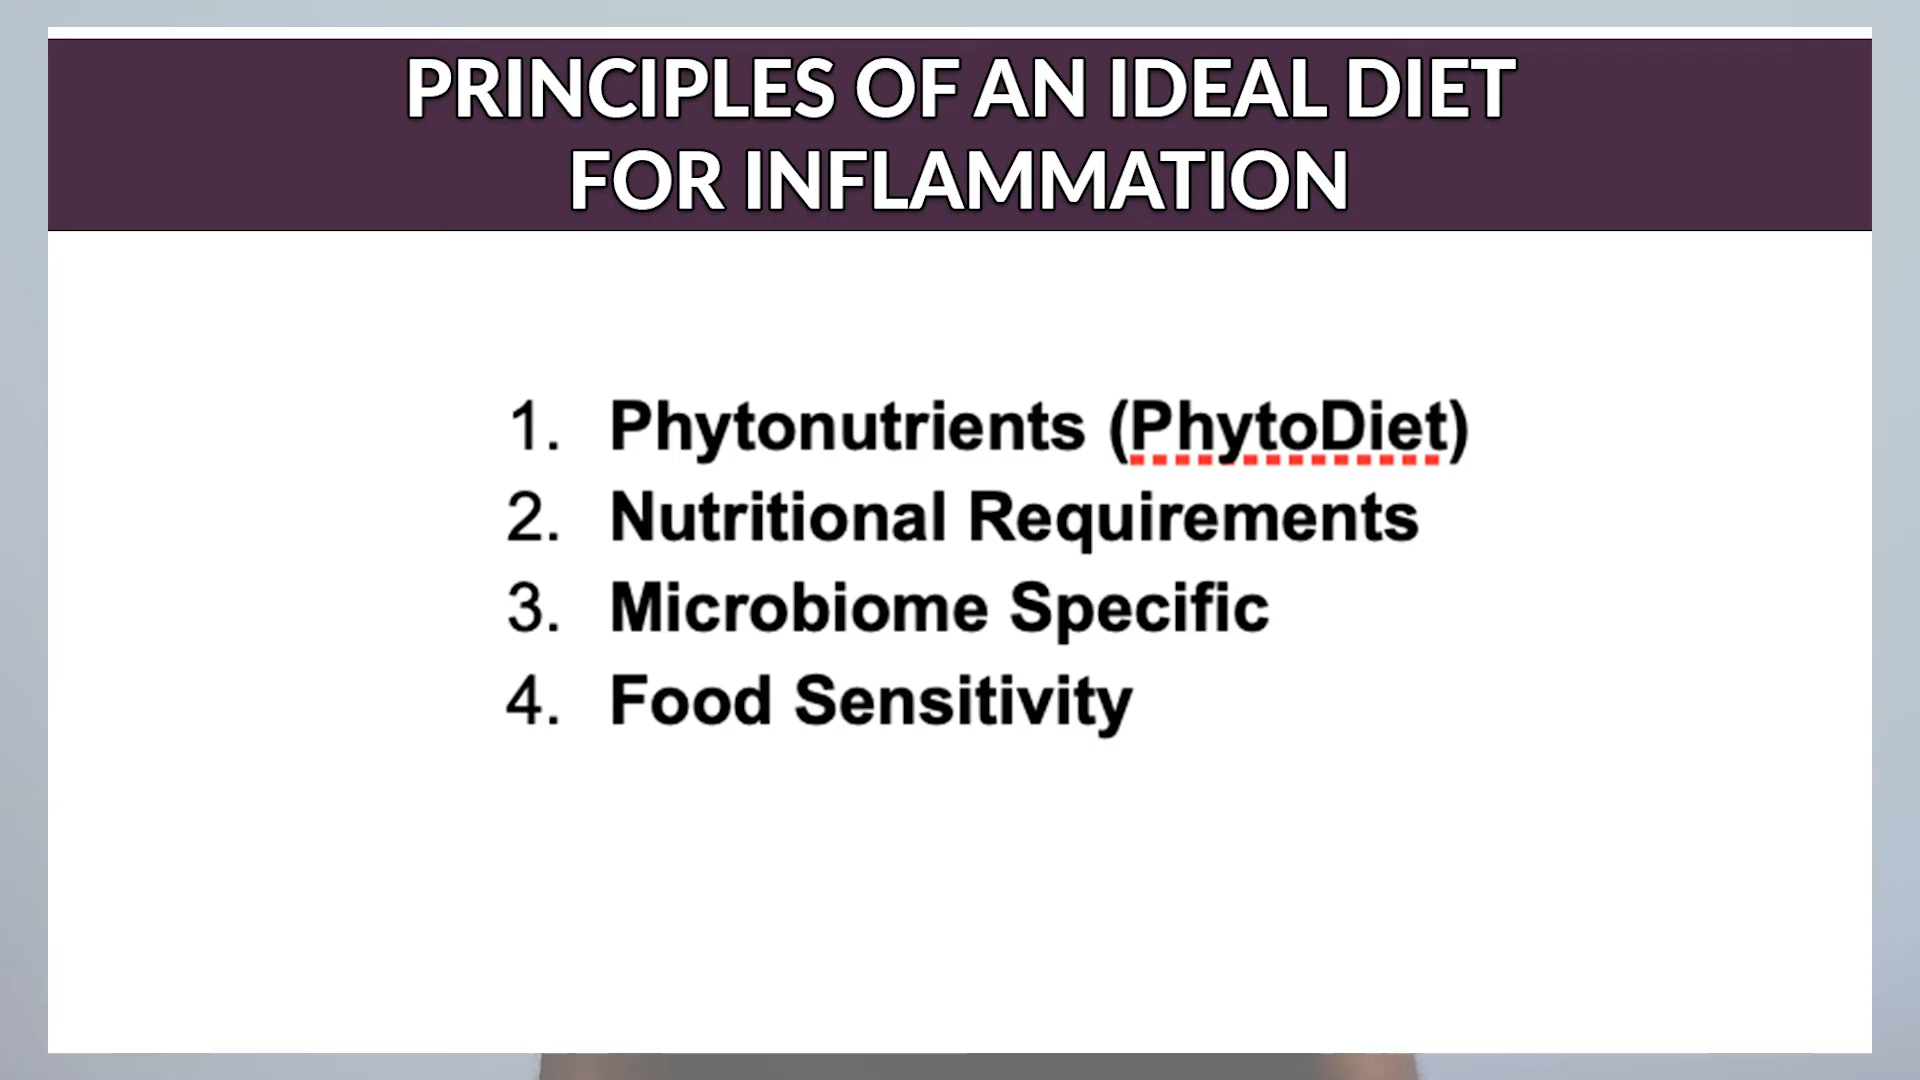 PRINCIPLES OF AN IDEAL DIET
FOR INFLAMMATION
1. Phytonutrients (PhytoDiet)
2. Nutritional Requirements
3. Microbiome Specific
4. Food Sensitivity